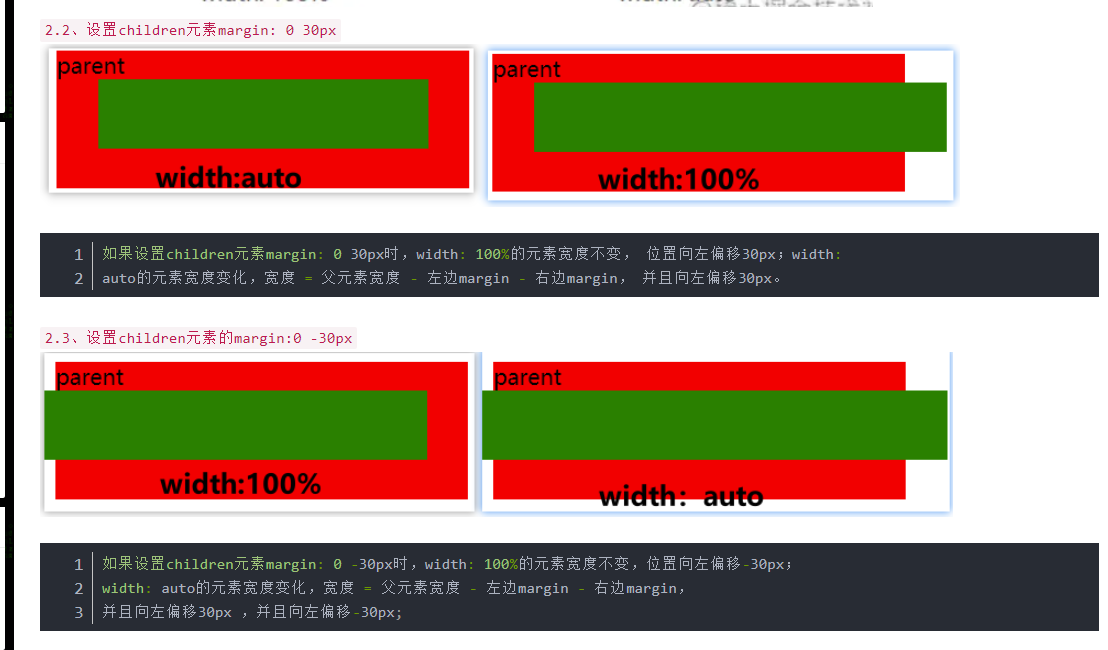 2.2、设置children元素margin: 0 30px
parent
width:auto
parent
width:100%
1 如果设置children元素margin: 0 30px时，width: 100%的元素宽度不变， 位置向左偏移30px；width:
2 auto的元素宽度变化，宽度 = 父元素宽度 - 左边margin - 右边margin， 并且向左偏移30px。
2.3、设置children元素的margin:0 -30px
parent
width:100%
parent
width：auto
1 如果设置children元素margin: 0 -30px时，width: 100%的元素宽度不变，位置向左偏移-30px；
2 width: auto的元素宽度变化，宽度 = 父元素宽度 - 左边margin - 右边margin，
3 并且向左偏移30px ，并且向左偏移-30px;